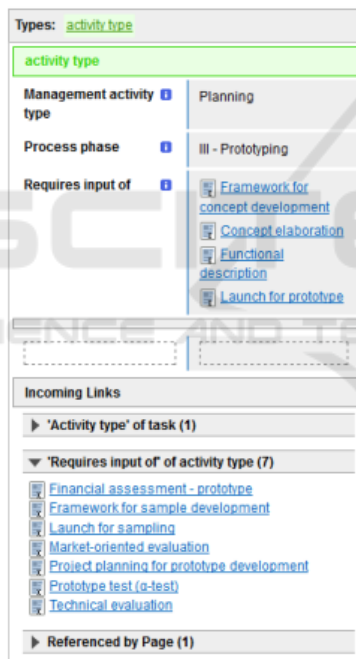 Types: activity type
activity type
Management activity
type
Planning
Process phase
III - Prototyping
Requires input of
Framework for
concept development
Concept elaboration
Functional
description
Launch for prototype
Incoming Links
'Activity type' of task (1)
'Requires input of' of activity type (7)
Financial assessment - prototype
Framework for sample development
Launch for sampling
Market-oriented evaluation
Project planning for prototype development
Prototype test (α-test)
Technical evaluation
Referenced by Page (1)